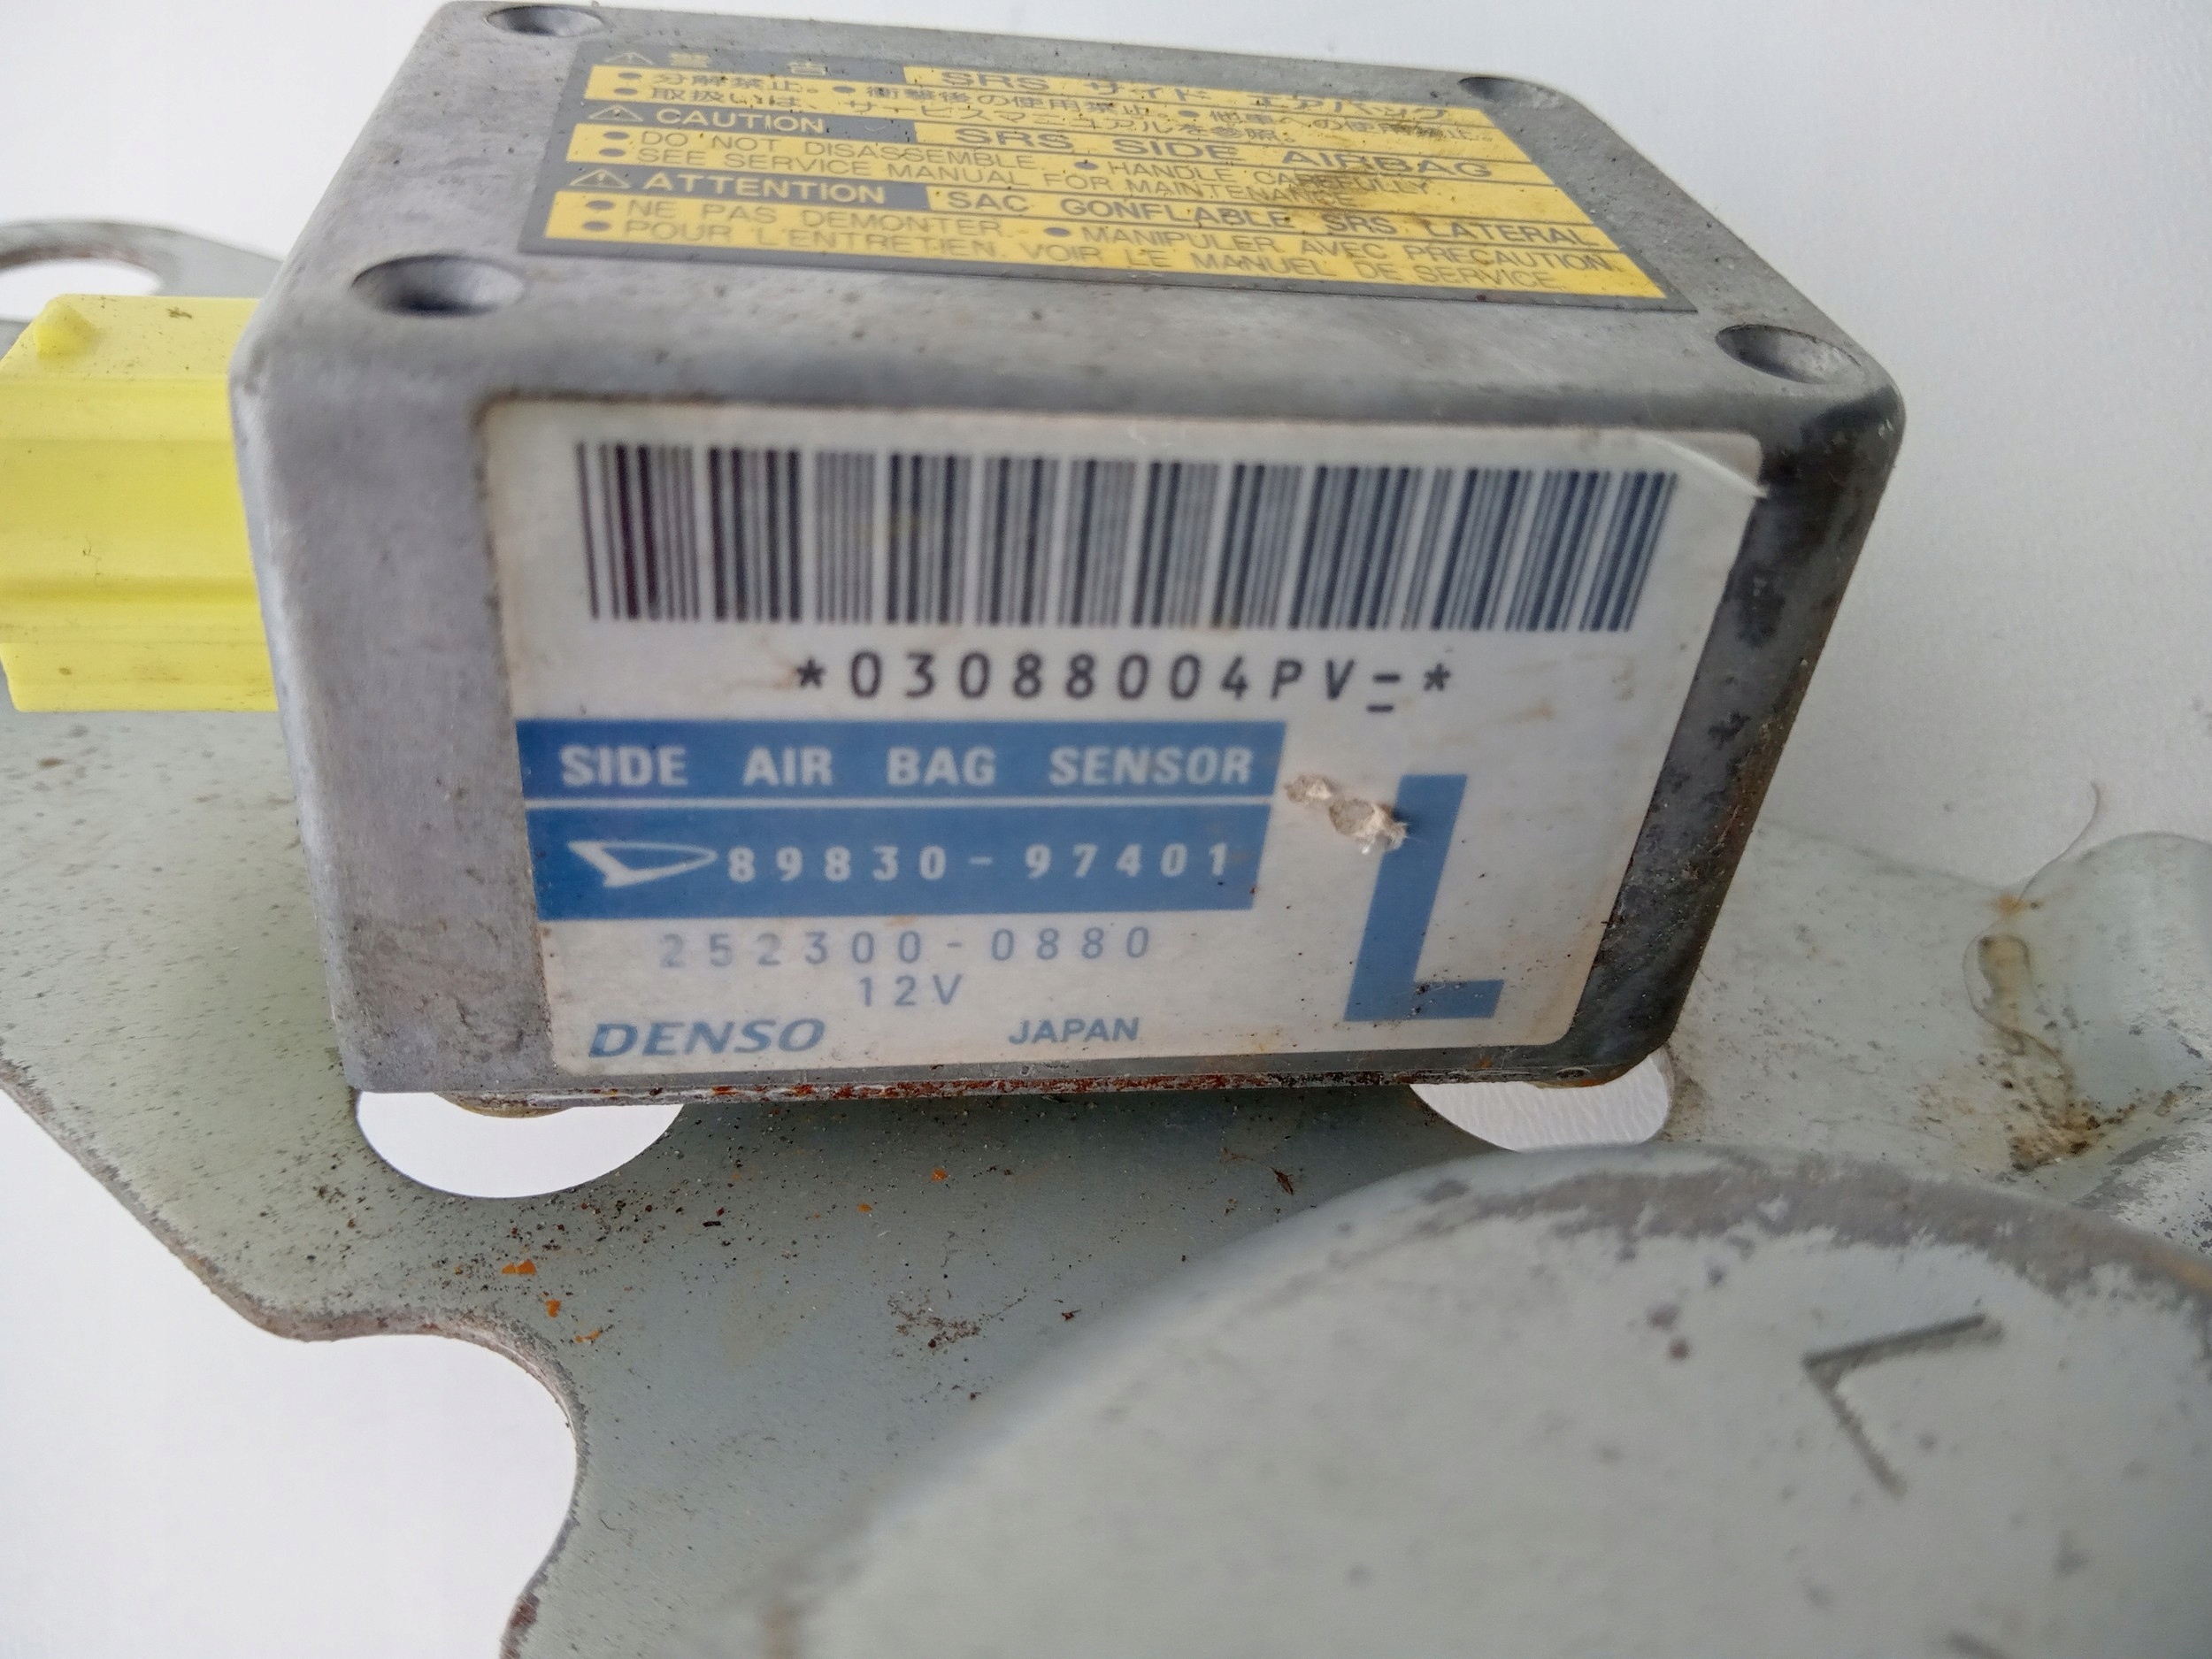 ⚠ 警告 SRS サイド エアバッグ
● 分解禁止。 ● 衝撃後の使用禁止。 ● 他車への使用禁止。
● 取扱いは、サービスマニュアルを参照。
⚠ CAUTION SRS SIDE AIRBAG
● DO NOT DISASSEMBLE ● HANDLE CAREFULLY
● SEE SERVICE MANUAL FOR MAINTENANCE
⚠ ATTENTION SAC GONFLABLE SRS LATERAL
● NE PAS DEMONTER. ● MANIPULER AVEC PRECAUTION.
● POUR L'ENTRETIEN. VOIR LE MANUEL DE SERVICE.
*03088004PV=*
SIDE AIR BAG SENSOR
89830-97401
L
252300-0880
12V
DENSO JAPAN